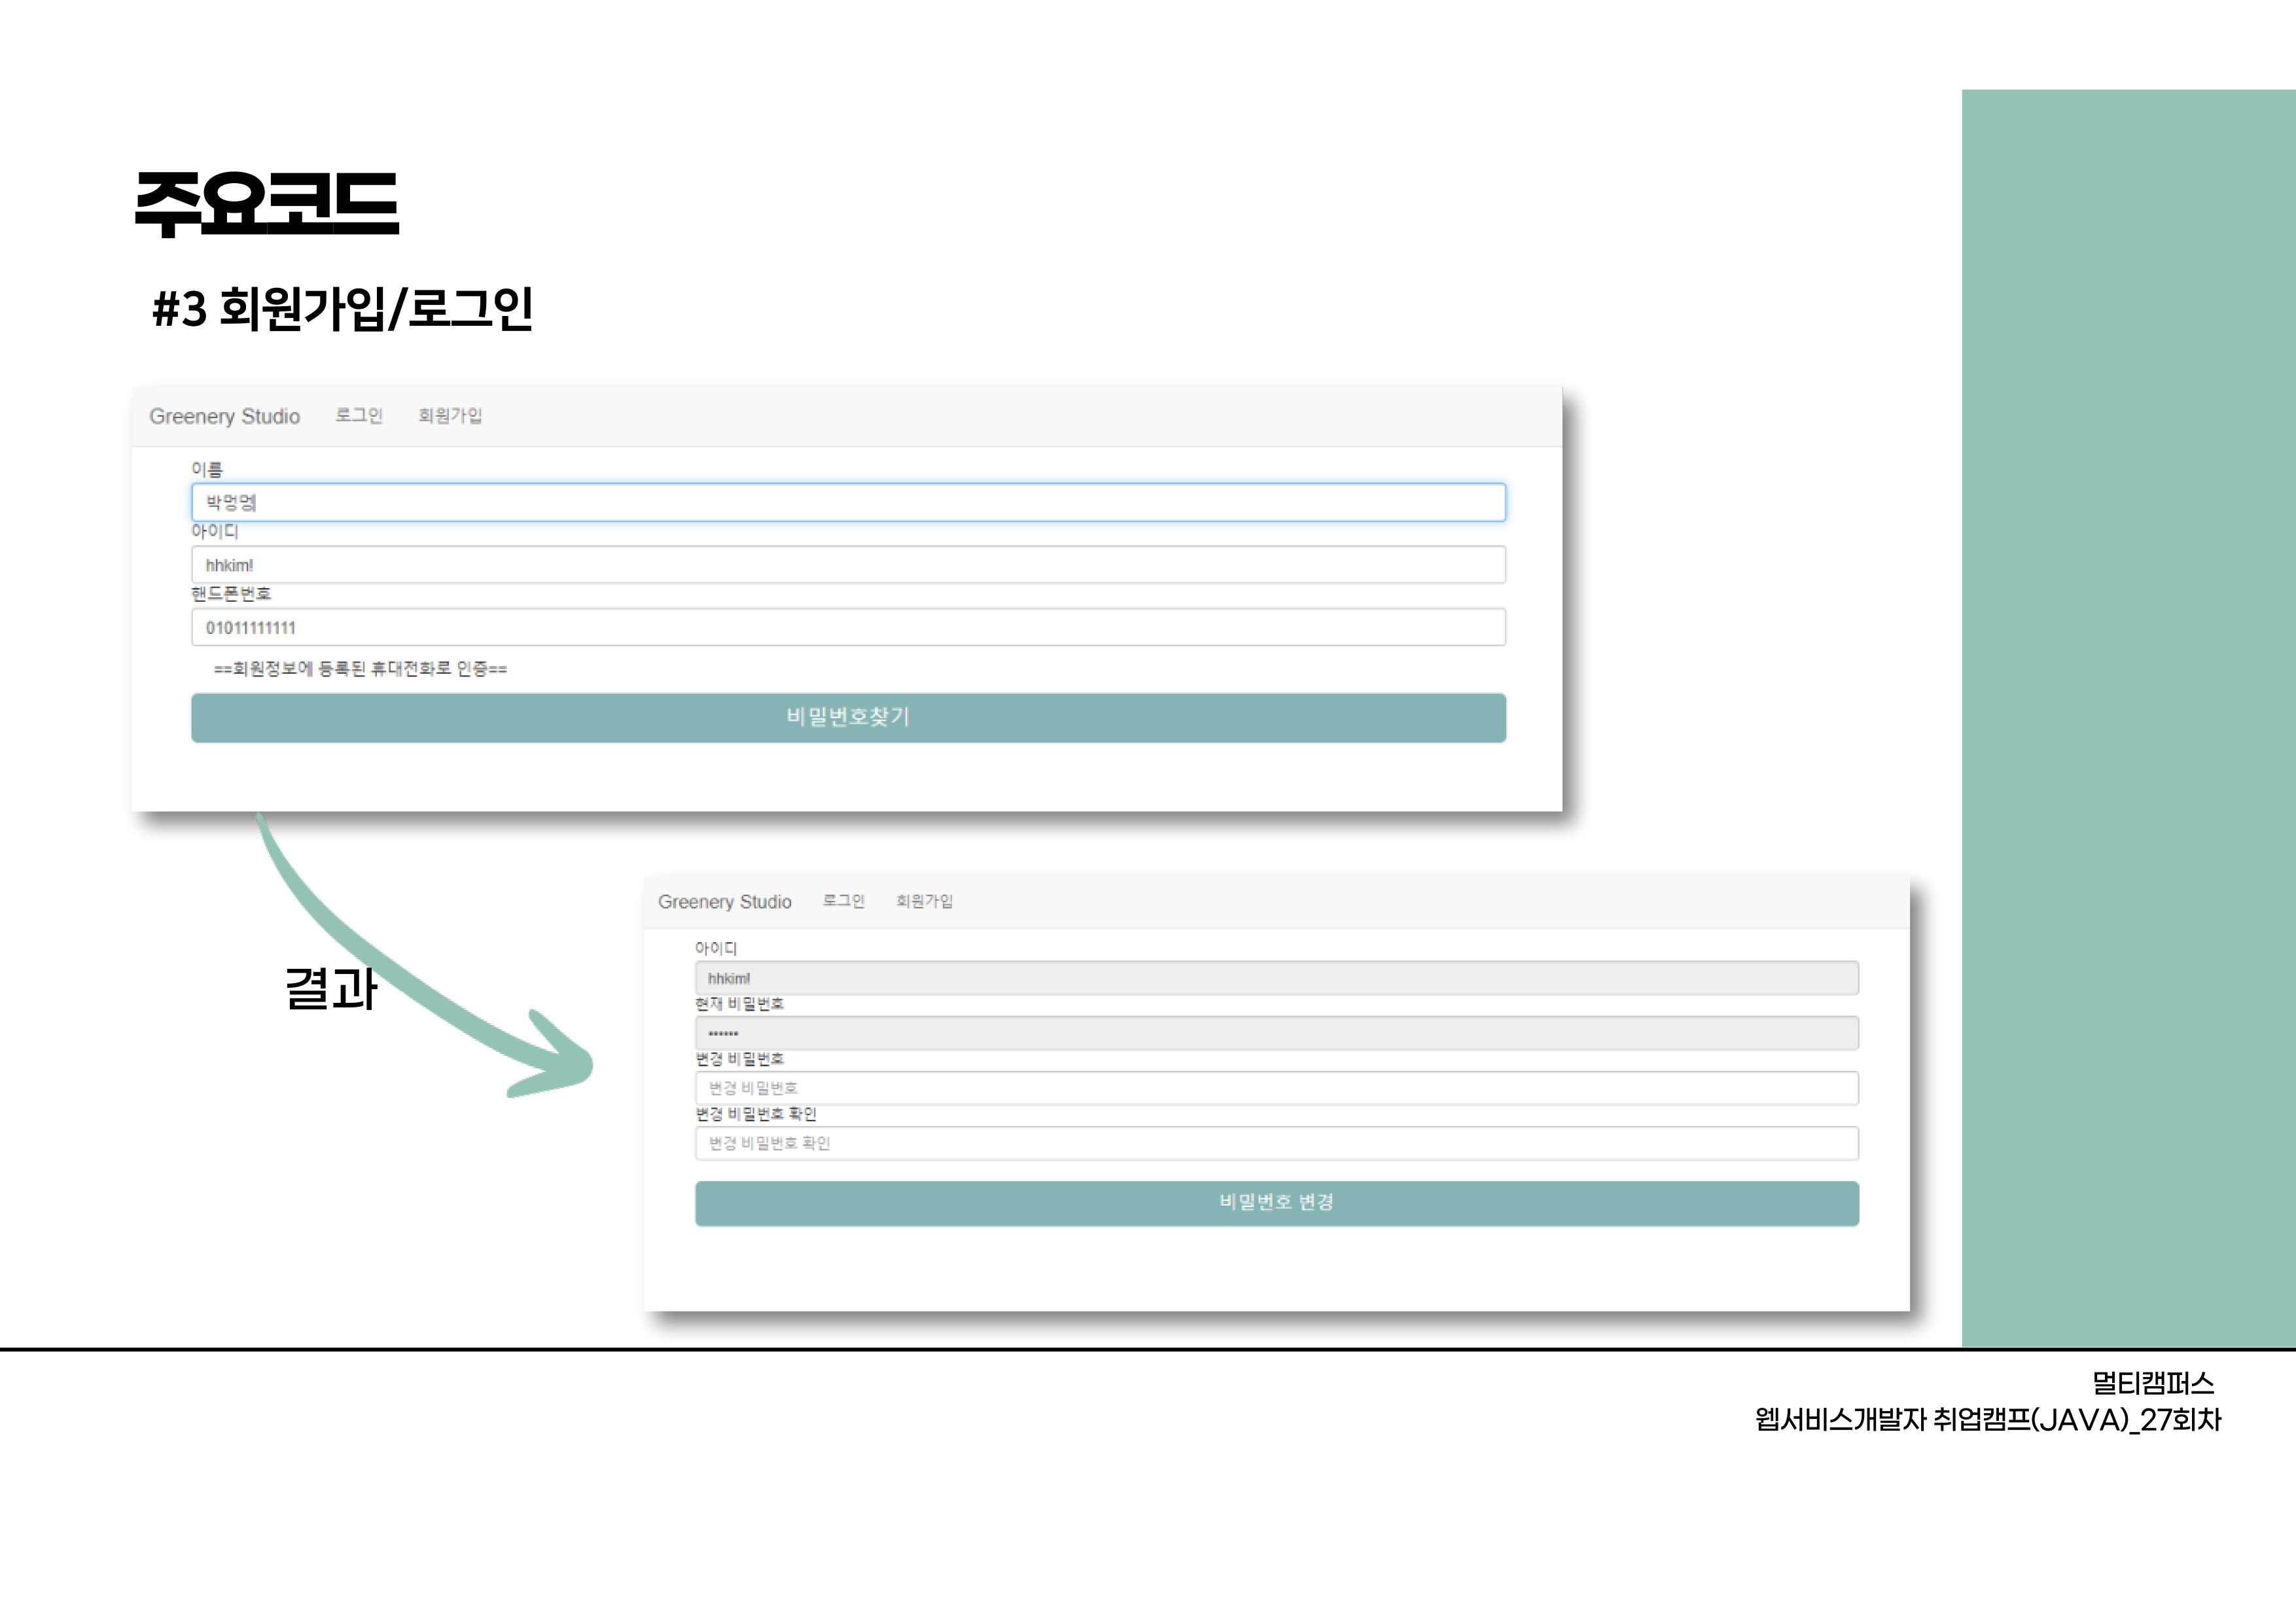 주요코드
#3 회원가입/로그인
Greenery Studio 로그인 회원가입
이름
박멍멍
아이디
hhkim!
핸드폰번호
01011111111
==회원정보에 등록된 휴대전화로 인증==
비밀번호찾기
결과
Greenery Studio 로그인 회원가입
아이디
hhkim!
현재 비밀번호
••••••
변경 비밀번호
변경 비밀번호
변경 비밀번호 확인
변경 비밀번호 확인
비밀번호 변경
멀티캠퍼스
웹서비스개발자 취업캠프(JAVA)_27회차